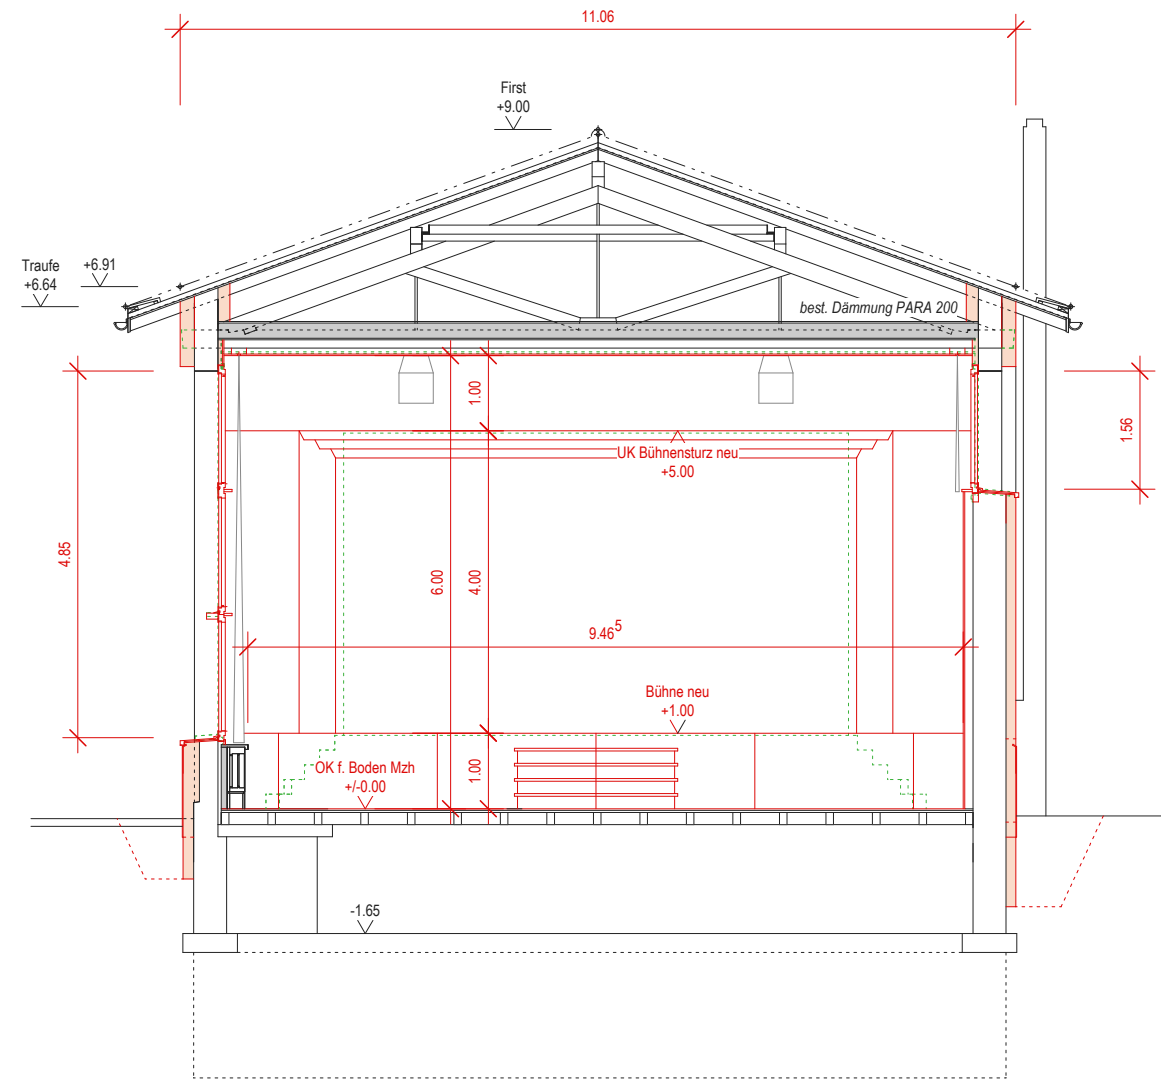 11.06
First
+9.00
Traufe
+6.64
+6.91
best. Dämmung PARA 200
1.00
1.56
UK Bühnensturz neu
+5.00
4.85
6.00
4.00
9.46⁵
Bühne neu
+1.00
OK f. Boden Mzh
+/-0.00
1.00
-1.65